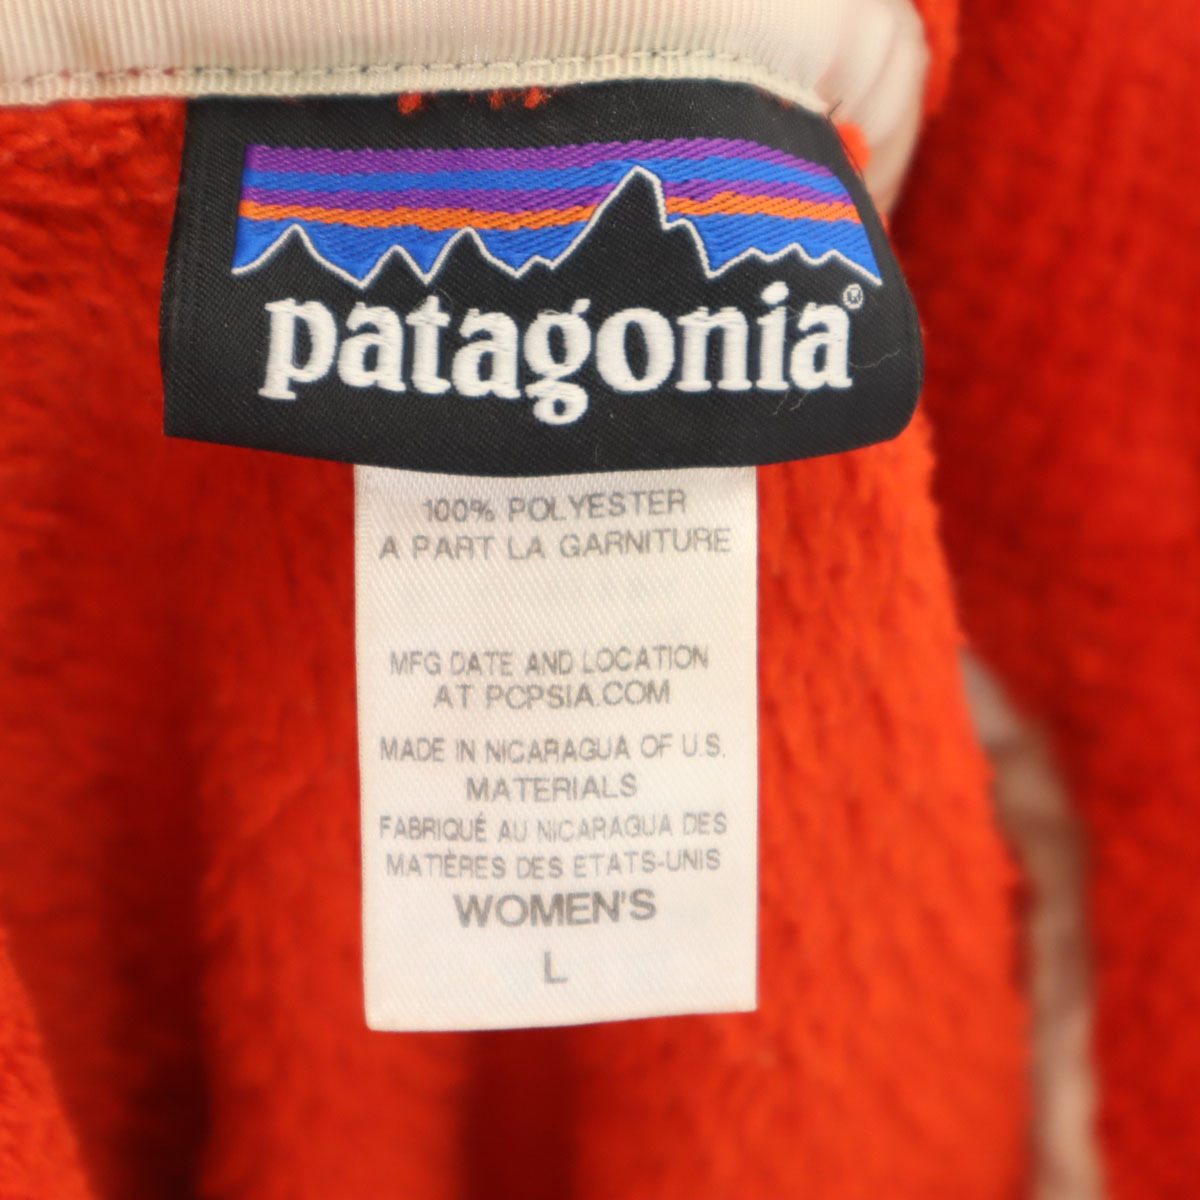 patagonia®
100% POLYESTER
A PART LA GARNITURE
MFG DATE AND LOCATION
AT PCPSIA.COM
MADE IN NICARAGUA OF U.S.
MATERIALS
FABRIQUÉ AU NICARAGUA DES
MATIÈRES DES ETATS-UNIS
WOMEN'S
L